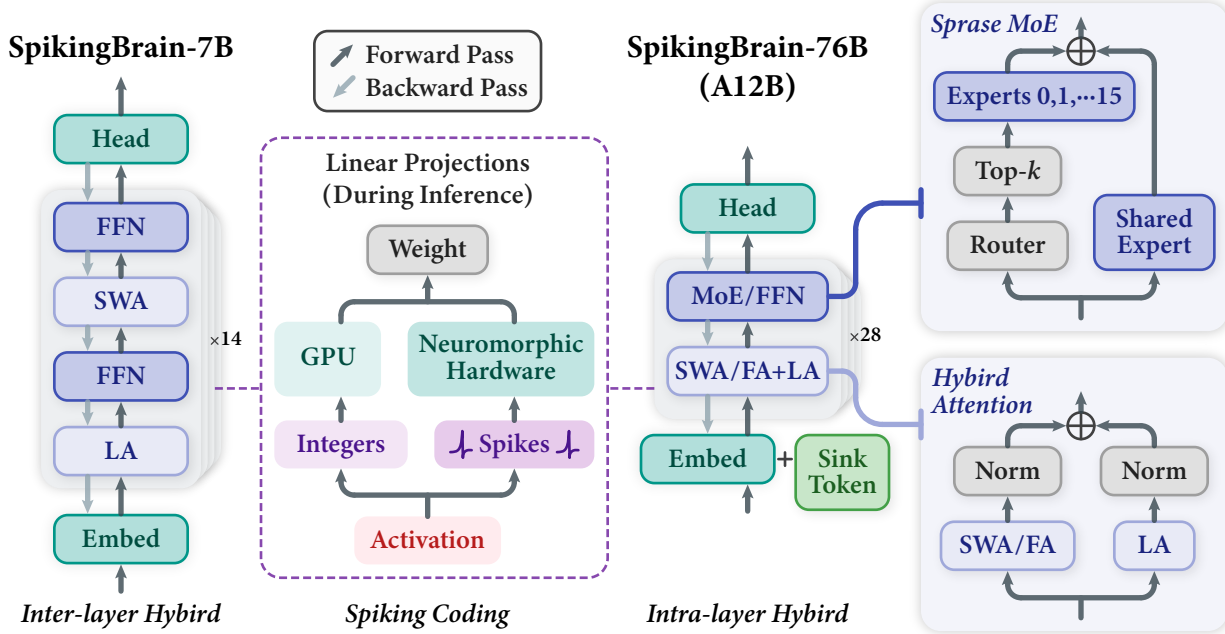 SpikingBrain-7B
Head
FFN
SWA
FFN
LA
×14
Embed
Inter-layer Hybird
Forward Pass
Backward Pass
Linear Projections
(During Inference)
Weight
GPU
Neuromorphic
Hardware
Integers
Spikes
Activation
Spiking Coding
SpikingBrain-76B
(A12B)
Head
MoE/FFN
SWA/FA+LA
×28
Embed
+
Sink
Token
Intra-layer Hybird
Sprase MoE
Experts 0,1,···15
Top-k
Router
Shared
Expert
Hybird
Attention
Norm
Norm
SWA/FA
LA